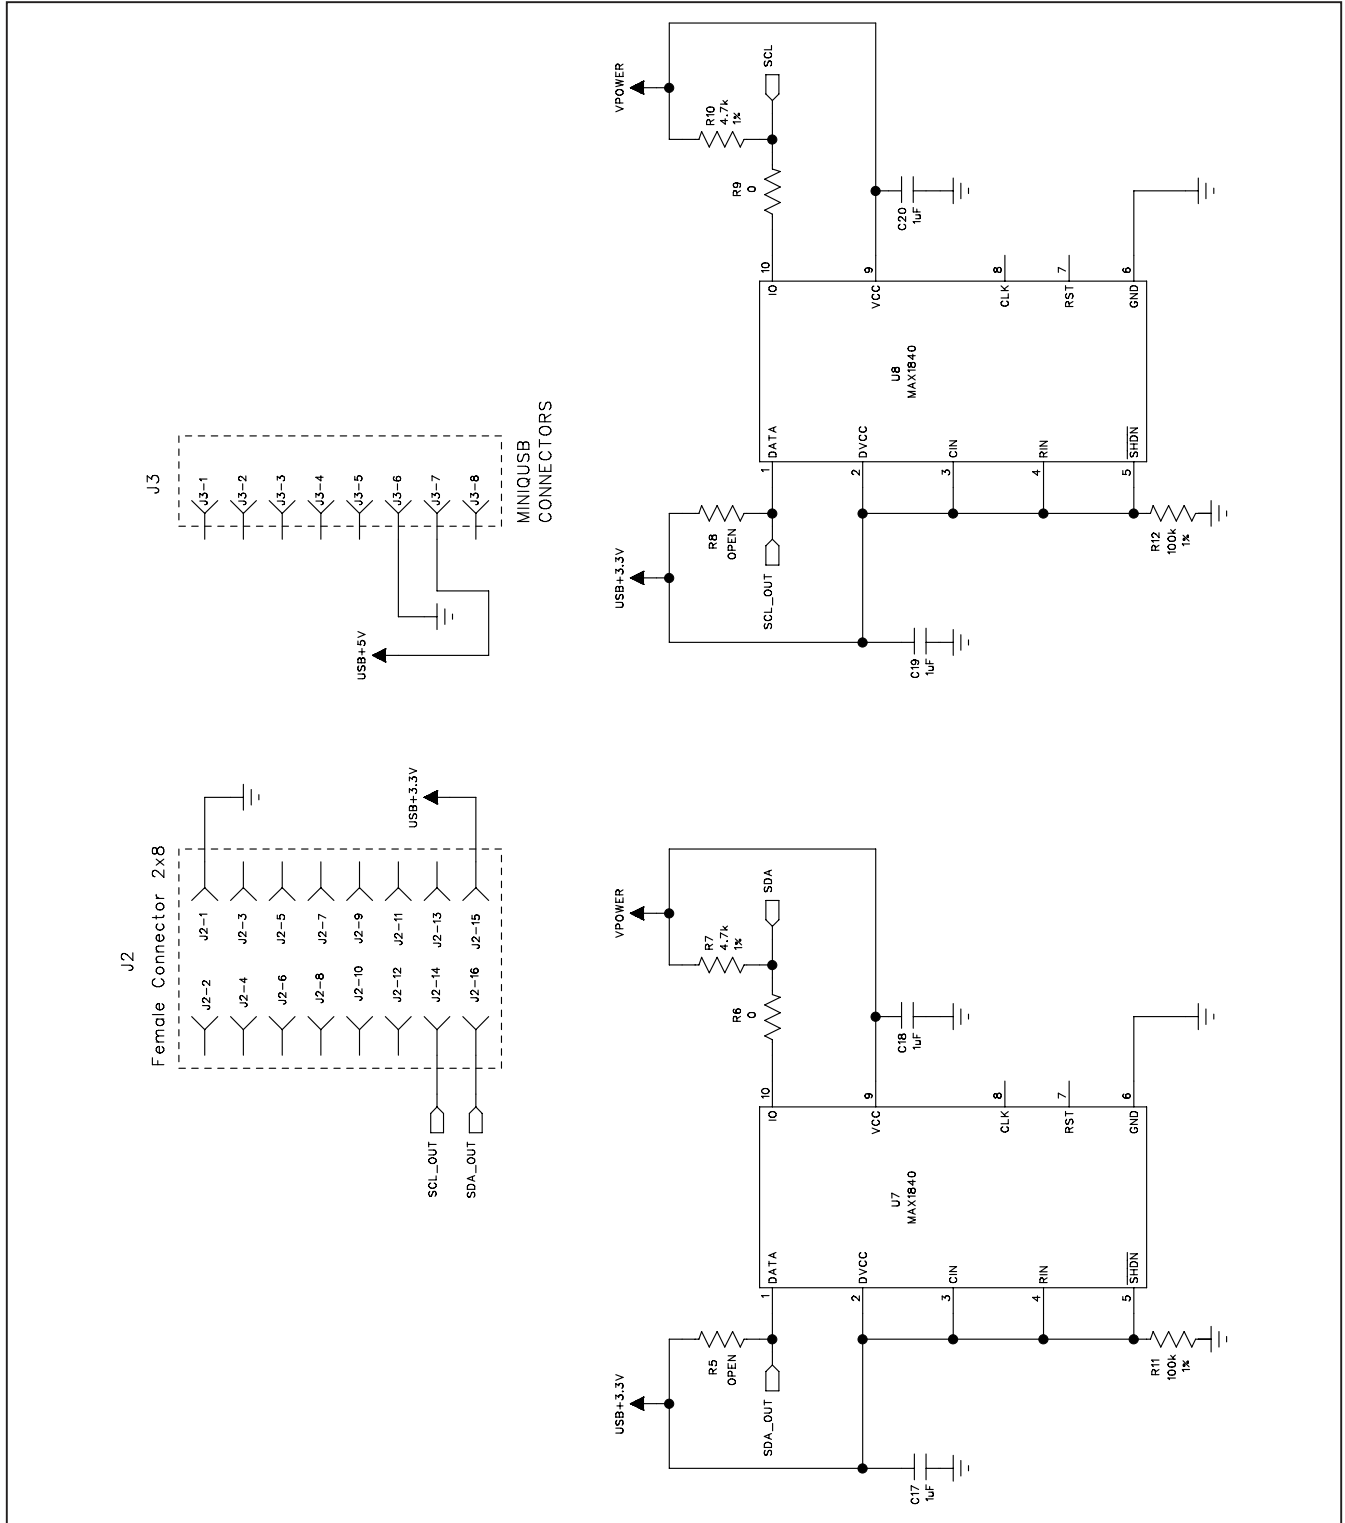 J2
Female Connector 2x8
J2-2
J2-1
J2-4
J2-3
J2-6
J2-5
J2-8
J2-7
J2-10
J2-9
J2-12
J2-11
J2-14
J2-13
J2-16
J2-15
SCL_OUT
SDA_OUT
USB+3.3V
J3
J3-1
J3-2
J3-3
J3-4
J3-5
J3-6
J3-7
J3-8
MINIQUSB
CONNECTORS
USB+5V
USB+3.3V
R5
OPEN
SDA_OUT
C17
1uF
1
DATA
2
DVCC
3
CIN
4
RIN
5
SHDN
R11
100k
1%
U7
MAX1840
10
IO
9
VCC
8
CLK
7
RST
6
GND
R6
0
R7
4.7k
1%
VPOWER
SDA
C18
1uF
USB+3.3V
R8
OPEN
SCL_OUT
C19
1uF
1
DATA
2
DVCC
3
CIN
4
RIN
5
SHDN
R12
100k
1%
U8
MAX1840
10
IO
9
VCC
8
CLK
7
RST
6
GND
R9
0
R10
4.7k
1%
VPOWER
SCL
C20
1uF